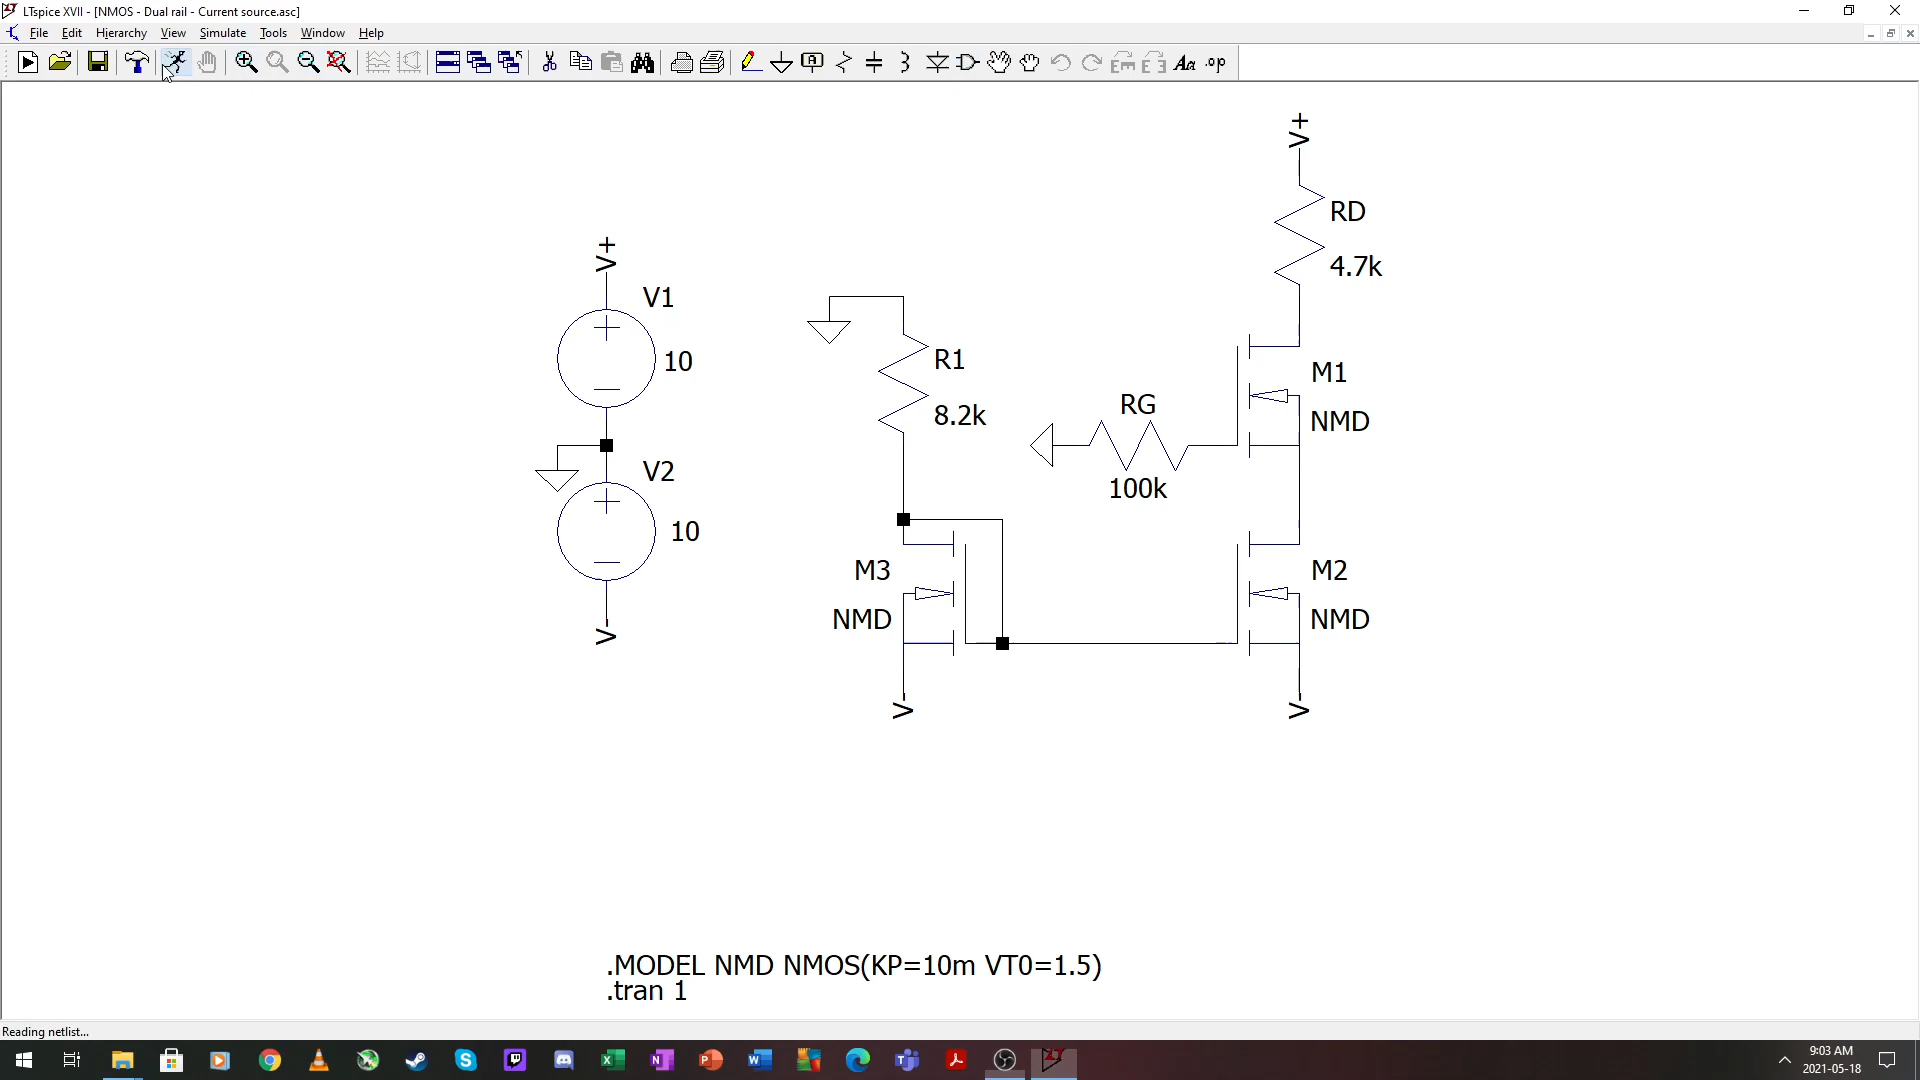 LTspice XVII - [NMOS - Dual rail - Current source.asc]
File Edit Hierarchy View Simulate Tools Window Help
Aa .op
V+
RD
4.7k
V+
V1
10
V2
10
V-
R1
8.2k
RG
100k
M1
NMD
M3
NMD
M2
NMD
V-
V-
.MODEL NMD NMOS(KP=10m VT0=1.5)
.tran 1
Reading netlist...
9:03 AM
2021-05-18